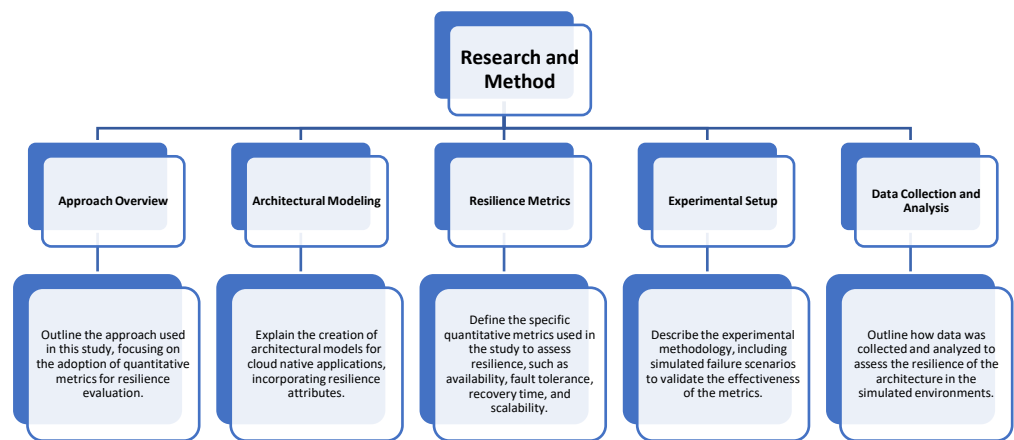 Research and
Method
Approach Overview
Architectural Modeling
Resilience Metrics
Experimental Setup
Data Collection and
Analysis
Outline the approach used
in this study, focusing on
the adoption of quantitative
metrics for resilience
evaluation.
Explain the creation of
architectural models for
cloud native applications,
incorporating resilience
attributes.
Define the specific
quantitative metrics used in
the study to assess
resilience, such as
availability, fault tolerance,
recovery time, and
scalability.
Describe the experimental
methodology, including
simulated failure scenarios
to validate the effectiveness
of the metrics.
Outline how data was
collected and analyzed to
assess the resilience of the
architecture in the
simulated environments.